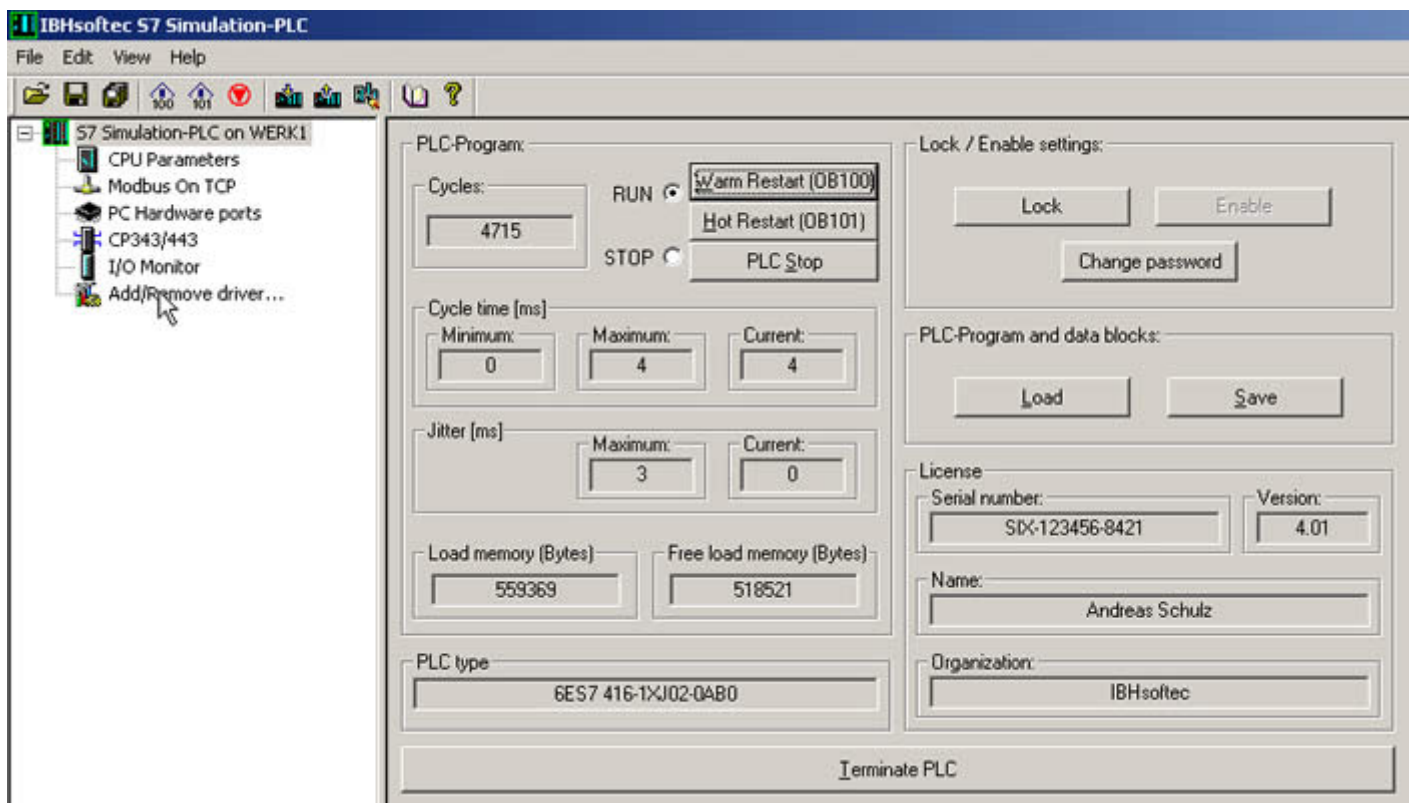 IBHsoftec S7 Simulation-PLC
File Edit View Help
100 101
S7 Simulation-PLC on WERK1
CPU Parameters
Modbus On TCP
PC Hardware ports
CP343/443
I/O Monitor
Add/Remove driver...
PLC-Program:
Cycles:
4715
RUN
STOP
Warm Restart (OB100)
Hot Restart (OB101)
PLC Stop
Cycle time [ms]
Minimum: Maximum: Current:
0 4 4
Jitter [ms]
Maximum: Current:
3 0
Load memory (Bytes) Free load memory (Bytes)
559369 518521
PLC type
6ES7 416-1XJ02-0AB0
Lock / Enable settings:
Lock Enable
Change password
PLC-Program and data blocks:
Load Save
License
Serial number: Version:
SIX-123456-8421 4.01
Name:
Andreas Schulz
Organization:
IBHsoftec
Terminate PLC